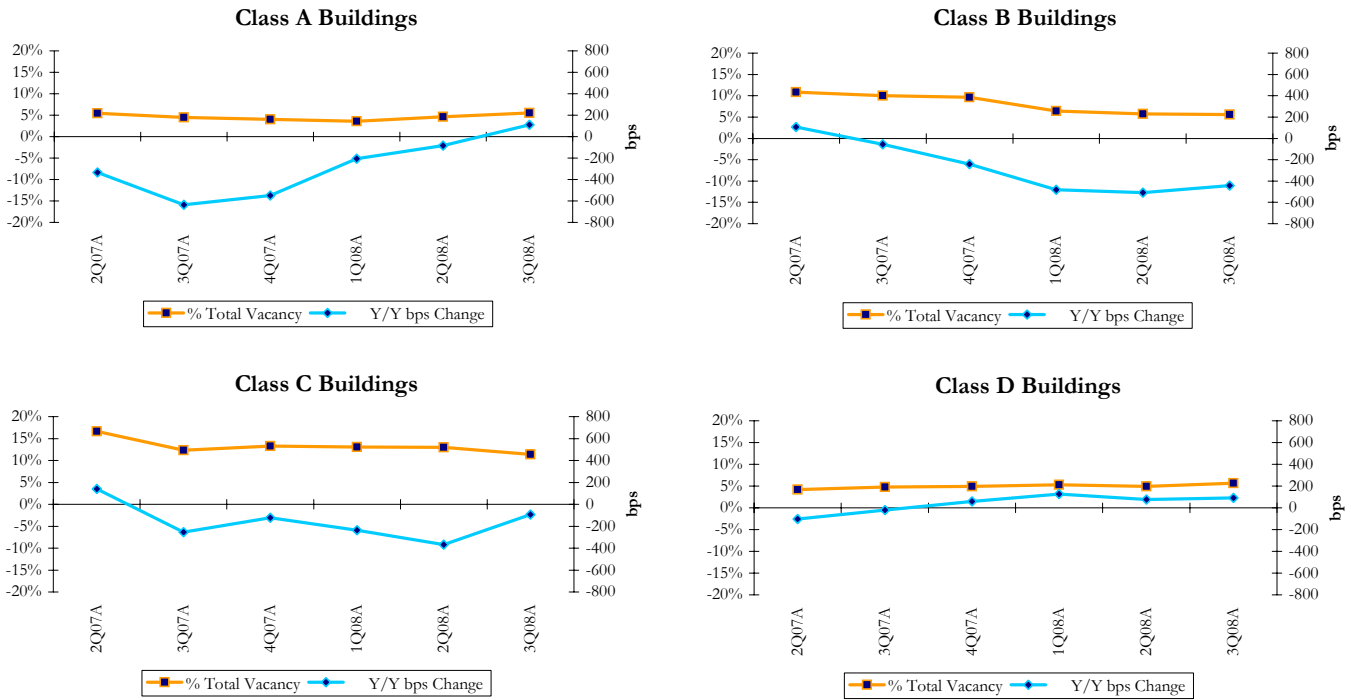 Class A Buildings
20%
15%
10%
5%
0%
-5%
-10%
-15%
-20%
800
600
400
200
0
-200
-400
-600
-800
bps
2Q07A
3Q07A
4Q07A
1Q08A
2Q08A
3Q08A
% Total Vacancy Y/Y bps Change
Class B Buildings
20%
15%
10%
5%
0%
-5%
-10%
-15%
-20%
800
600
400
200
0
-200
-400
-600
-800
bps
2Q07A
3Q07A
4Q07A
1Q08A
2Q08A
3Q08A
% Total Vacancy Y/Y bps Change
Class C Buildings
20%
15%
10%
5%
0%
-5%
-10%
-15%
-20%
800
600
400
200
0
-200
-400
-600
-800
bps
2Q07A
3Q07A
4Q07A
1Q08A
2Q08A
3Q08A
% Total Vacancy Y/Y bps Change
Class D Buildings
20%
15%
10%
5%
0%
-5%
-10%
-15%
-20%
800
600
400
200
0
-200
-400
-600
-800
bps
2Q07A
3Q07A
4Q07A
1Q08A
2Q08A
3Q08A
% Total Vacancy Y/Y bps Change